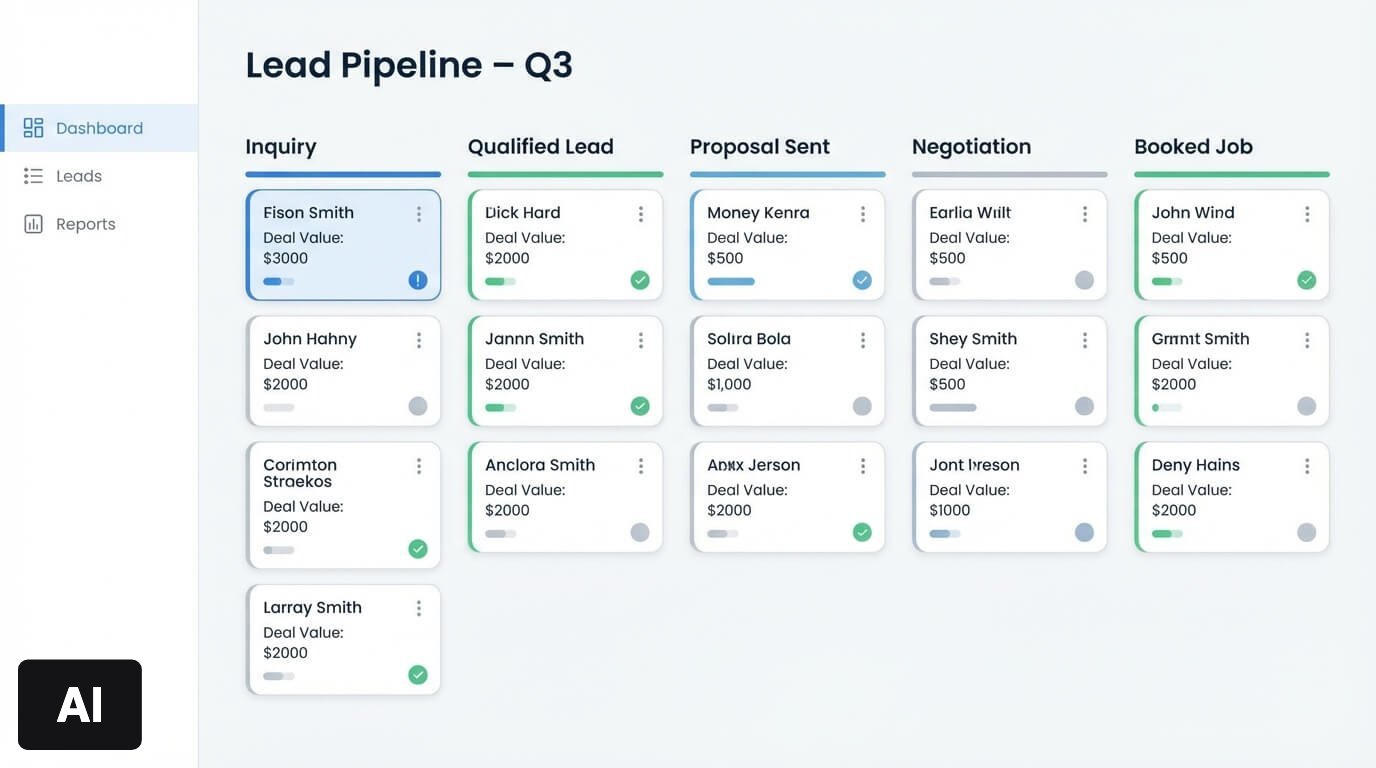 Lead Pipeline – Q3
Dashboard
Leads
Reports
Inquiry
Fison Smith
Deal Value:
$3000
John Hahny
Deal Value:
$2000
Corimton
Straekos
Deal Value:
$2000
Larray Smith
Deal Value:
$2000
Qualified Lead
Dick Hard
Deal Value:
$2000
Jannn Smith
Deal Value:
$2000
Anclora Smith
Deal Value:
$2000
Proposal Sent
Money Kenra
Deal Value:
$500
Bola
Deal Value:
$1,000
Jerson
Deal Value:
$2000
Negotiation
Earlia
Deal Value:
$500
Shey Smith
Deal Value:
$500
Jont
Deal Value:
$1000
Booked Job
John Wind
Deal Value:
$500
Smith
Deal Value:
$2000
Deny Hains
Deal Value:
$2000
AI